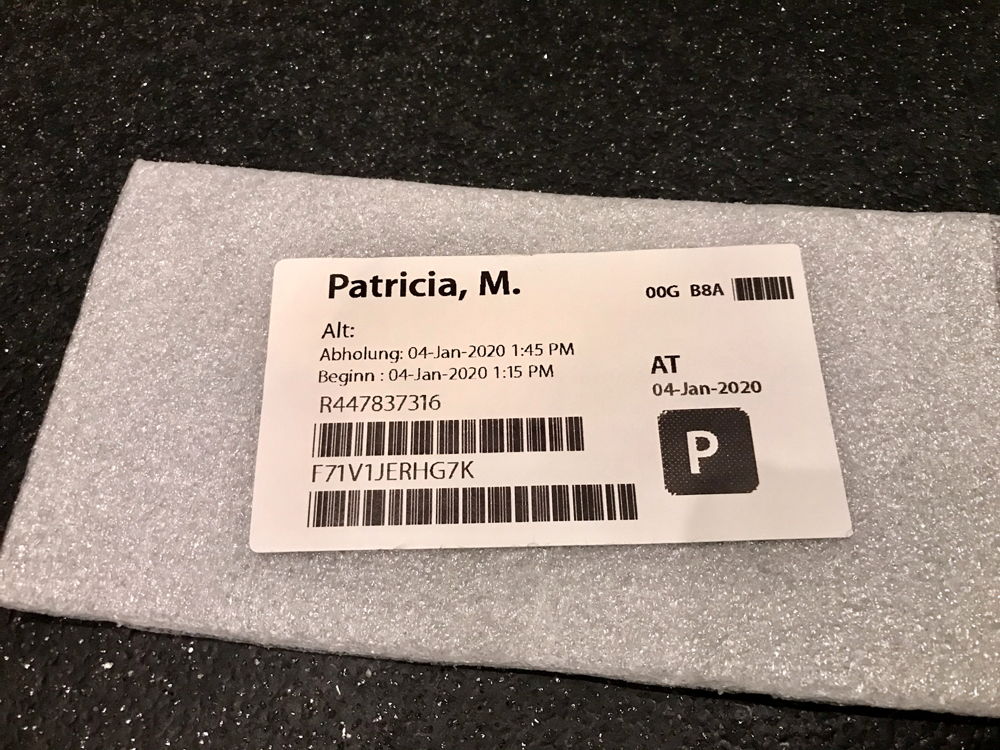 Patricia, M.
00G B8A
Alt:
Abholung: 04-Jan-2020 1:45 PM
Beginn : 04-Jan-2020 1:15 PM
R447837316
F71V1JERHG7K
AT
04-Jan-2020
P